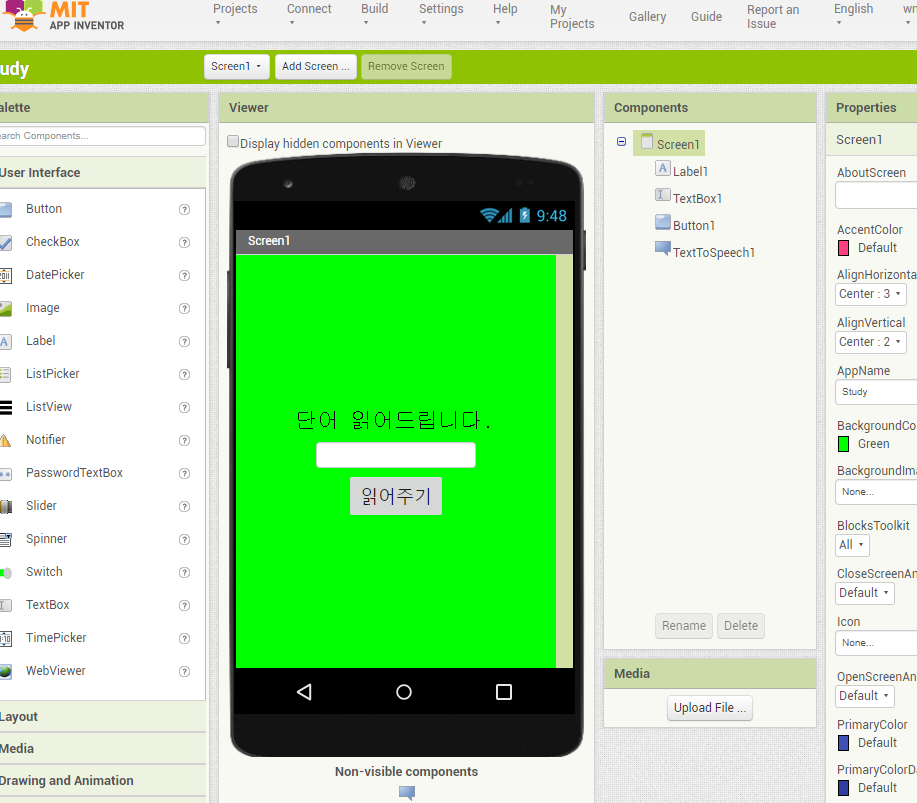 MIT
APP INVENTOR
Projects
Connect
Build
Settings
Help
My
Projects
Gallery
Guide
Report an
Issue
English
wn
udy
Screen1
Add Screen ...
Remove Screen
alette
earch Components...
User Interface
Button
CheckBox
DatePicker
Image
Label
ListPicker
ListView
Notifier
PasswordTextBox
Slider
Spinner
Switch
TextBox
TimePicker
WebViewer
Layout
Media
Drawing and Animation
Viewer
Display hidden components in Viewer
9:48
Screen1
단어 읽어드립니다.
읽어주기
Non-visible components
Components
Screen1
Label1
TextBox1
Button1
TextToSpeech1
Rename
Delete
Media
Upload File ...
Properties
Screen1
AboutScreen
AccentColor
Default
AlignHorizonta
Center : 3
AlignVertical
Center : 2
AppName
Study
BackgroundCo
Green
BackgroundIma
None...
BlocksToolkit
All
CloseScreenAn
Default
Icon
None...
OpenScreenAn
Default
PrimaryColor
Default
PrimaryColorDa
Default